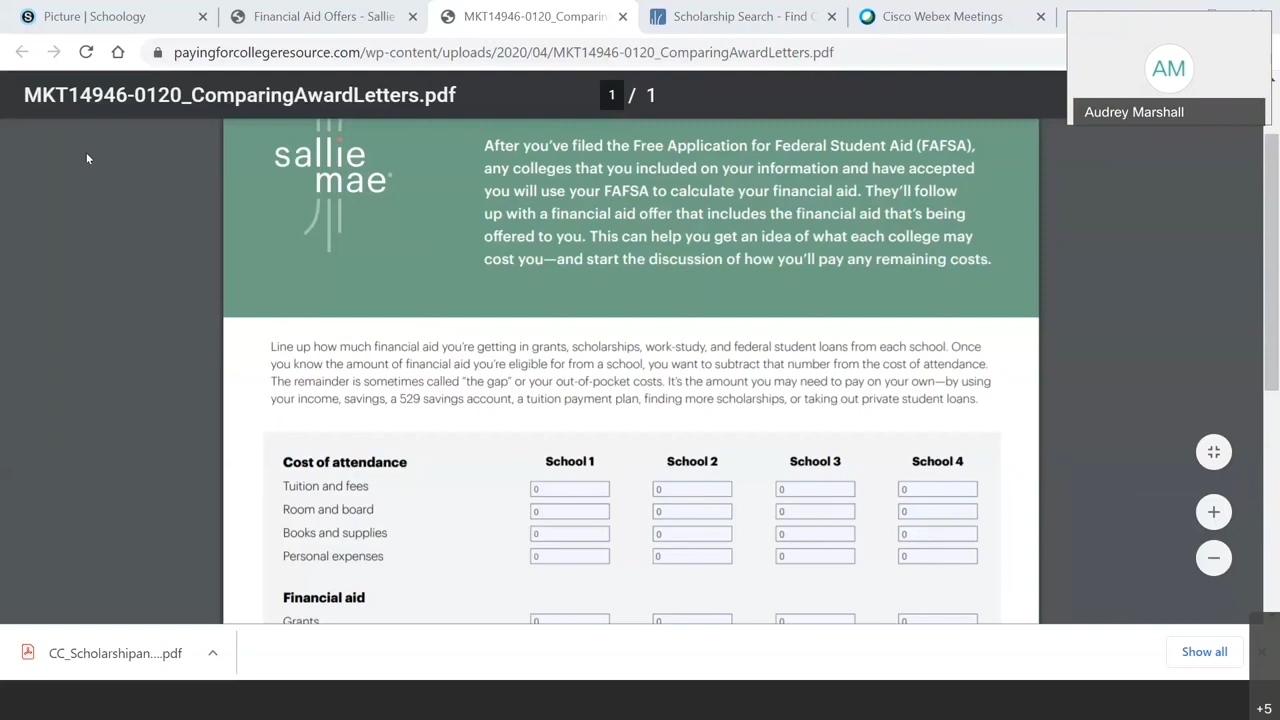 Picture | Schoology
Financial Aid Offers - Sallie
MKT14946-0120_Comparin
Scholarship Search - Find C
Cisco Webex Meetings
payingforcollegeresource.com/wp-content/uploads/2020/04/MKT14946-0120_ComparingAwardLetters.pdf
AM
Audrey Marshall
MKT14946-0120_ComparingAwardLetters.pdf
1 / 1
sallie
mae
After you've filed the Free Application for Federal Student Aid (FAFSA),
any colleges that you included on your information and have accepted
you will use your FAFSA to calculate your financial aid. They'll follow
up with a financial aid offer that includes the financial aid that's being
offered to you. This can help you get an idea of what each college may
cost you—and start the discussion of how you'll pay any remaining costs.
Line up how much financial aid you're getting in grants, scholarships, work-study, and federal student loans from each school. Once
you know the amount of financial aid you're eligible for from a school, you want to subtract that number from the cost of attendance.
The remainder is sometimes called "the gap" or your out-of-pocket costs. It's the amount you may need to pay on your own—by using
your income, savings, a 529 savings account, a tuition payment plan, finding more scholarships, or taking out private student loans.
Cost of attendance School 1 School 2 School 3 School 4
Tuition and fees 0 0 0 0
Room and board 0 0 0 0
Books and supplies 0 0 0 0
Personal expenses 0 0 0 0
Financial aid
Grants 0 0 0 0
CC_Scholarshipan....pdf
Show all
+5